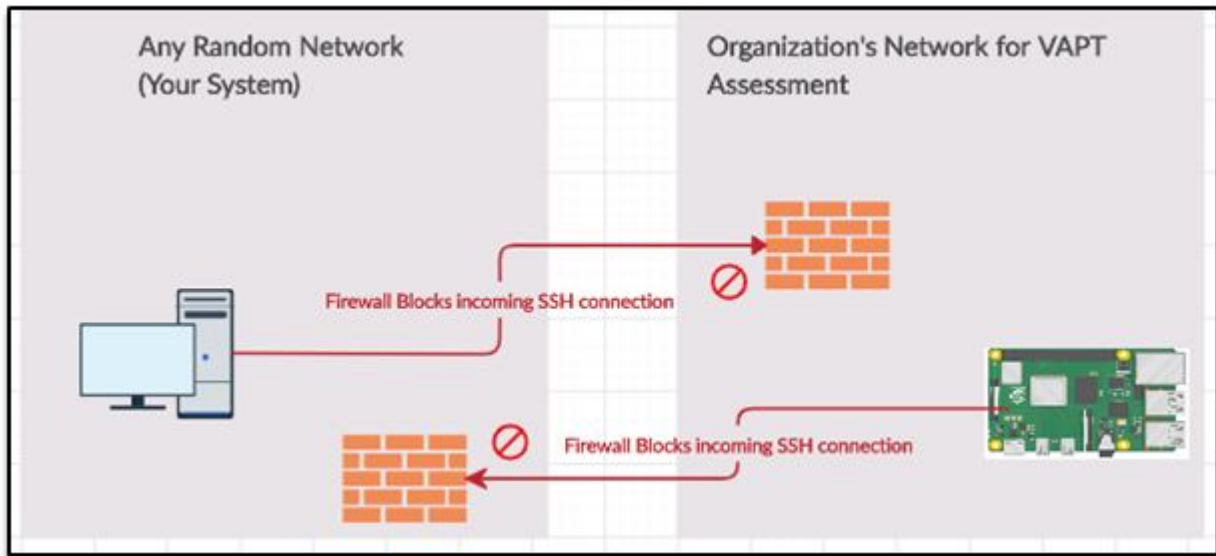 Any Random Network
(Your System)
Organization's Network for VAPT
Assessment
Firewall Blocks incoming SSH connection
Firewall Blocks incoming SSH connection